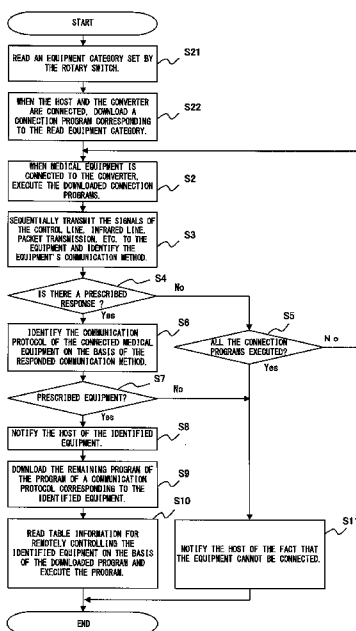 START
READ AN EQUIPMENT CATEGORY SET BY
THE ROTARY SWITCH.
S21
WHEN THE HOST AND THE CONVERTER
ARE CONNECTED, DOWNLOAD A
CONNECTION PROGRAM CORRESPONDING
TO THE READ EQUIPMENT CATEGORY.
S22
WHEN MEDICAL EQUIPMENT IS
CONNECTED TO THE CONVERTER,
EXECUTE THE DOWNLOADED CONNECTION
PROGRAMS.
S2
SEQUENTIALLY TRANSMIT THE SIGNALS
OF THE CONTROL LINE, INFRARED LINE,
PACKET TRANSMISSION, ETC. TO THE
EQUIPMENT AND IDENTIFY THE
EQUIPMENT'S COMMUNICATION METHOD.
S3
S4
IS THERE A PRESCRIBED
RESPONSE ?
No
Yes
S5
ALL THE CONNECTION
PROGRAMS EXECUTED?
No
Yes
IDENTIFY THE COMMUNICATION
PROTOCOL OF THE CONNECTED MEDICAL
EQUIPMENT ON THE BASIS OF THE
RESPONDED COMMUNICATION METHOD.
S6
S7
PRESCRIBED EQUIPMENT?
No
Yes
NOTIFY THE HOST OF THE IDENTIFIED
EQUIPMENT.
S8
DOWNLOAD THE REMAINING PROGRAM OF
THE PROGRAM OF A COMMUNICATION
PROTOCOL CORRESPONDING TO THE
IDENTIFIED EQUIPMENT.
S9
S10
READ TABLE INFORMATION FOR
REMOTELY CONTROLLING THE
IDENTIFIED EQUIPMENT ON THE BASIS
OF THE DOWNLOADED PROGRAM AND
EXECUTE THE PROGRAM.
NOTIFY THE HOST OF THE FACT THAT
THE EQUIPMENT CANNOT BE CONNECTED.
S11
END